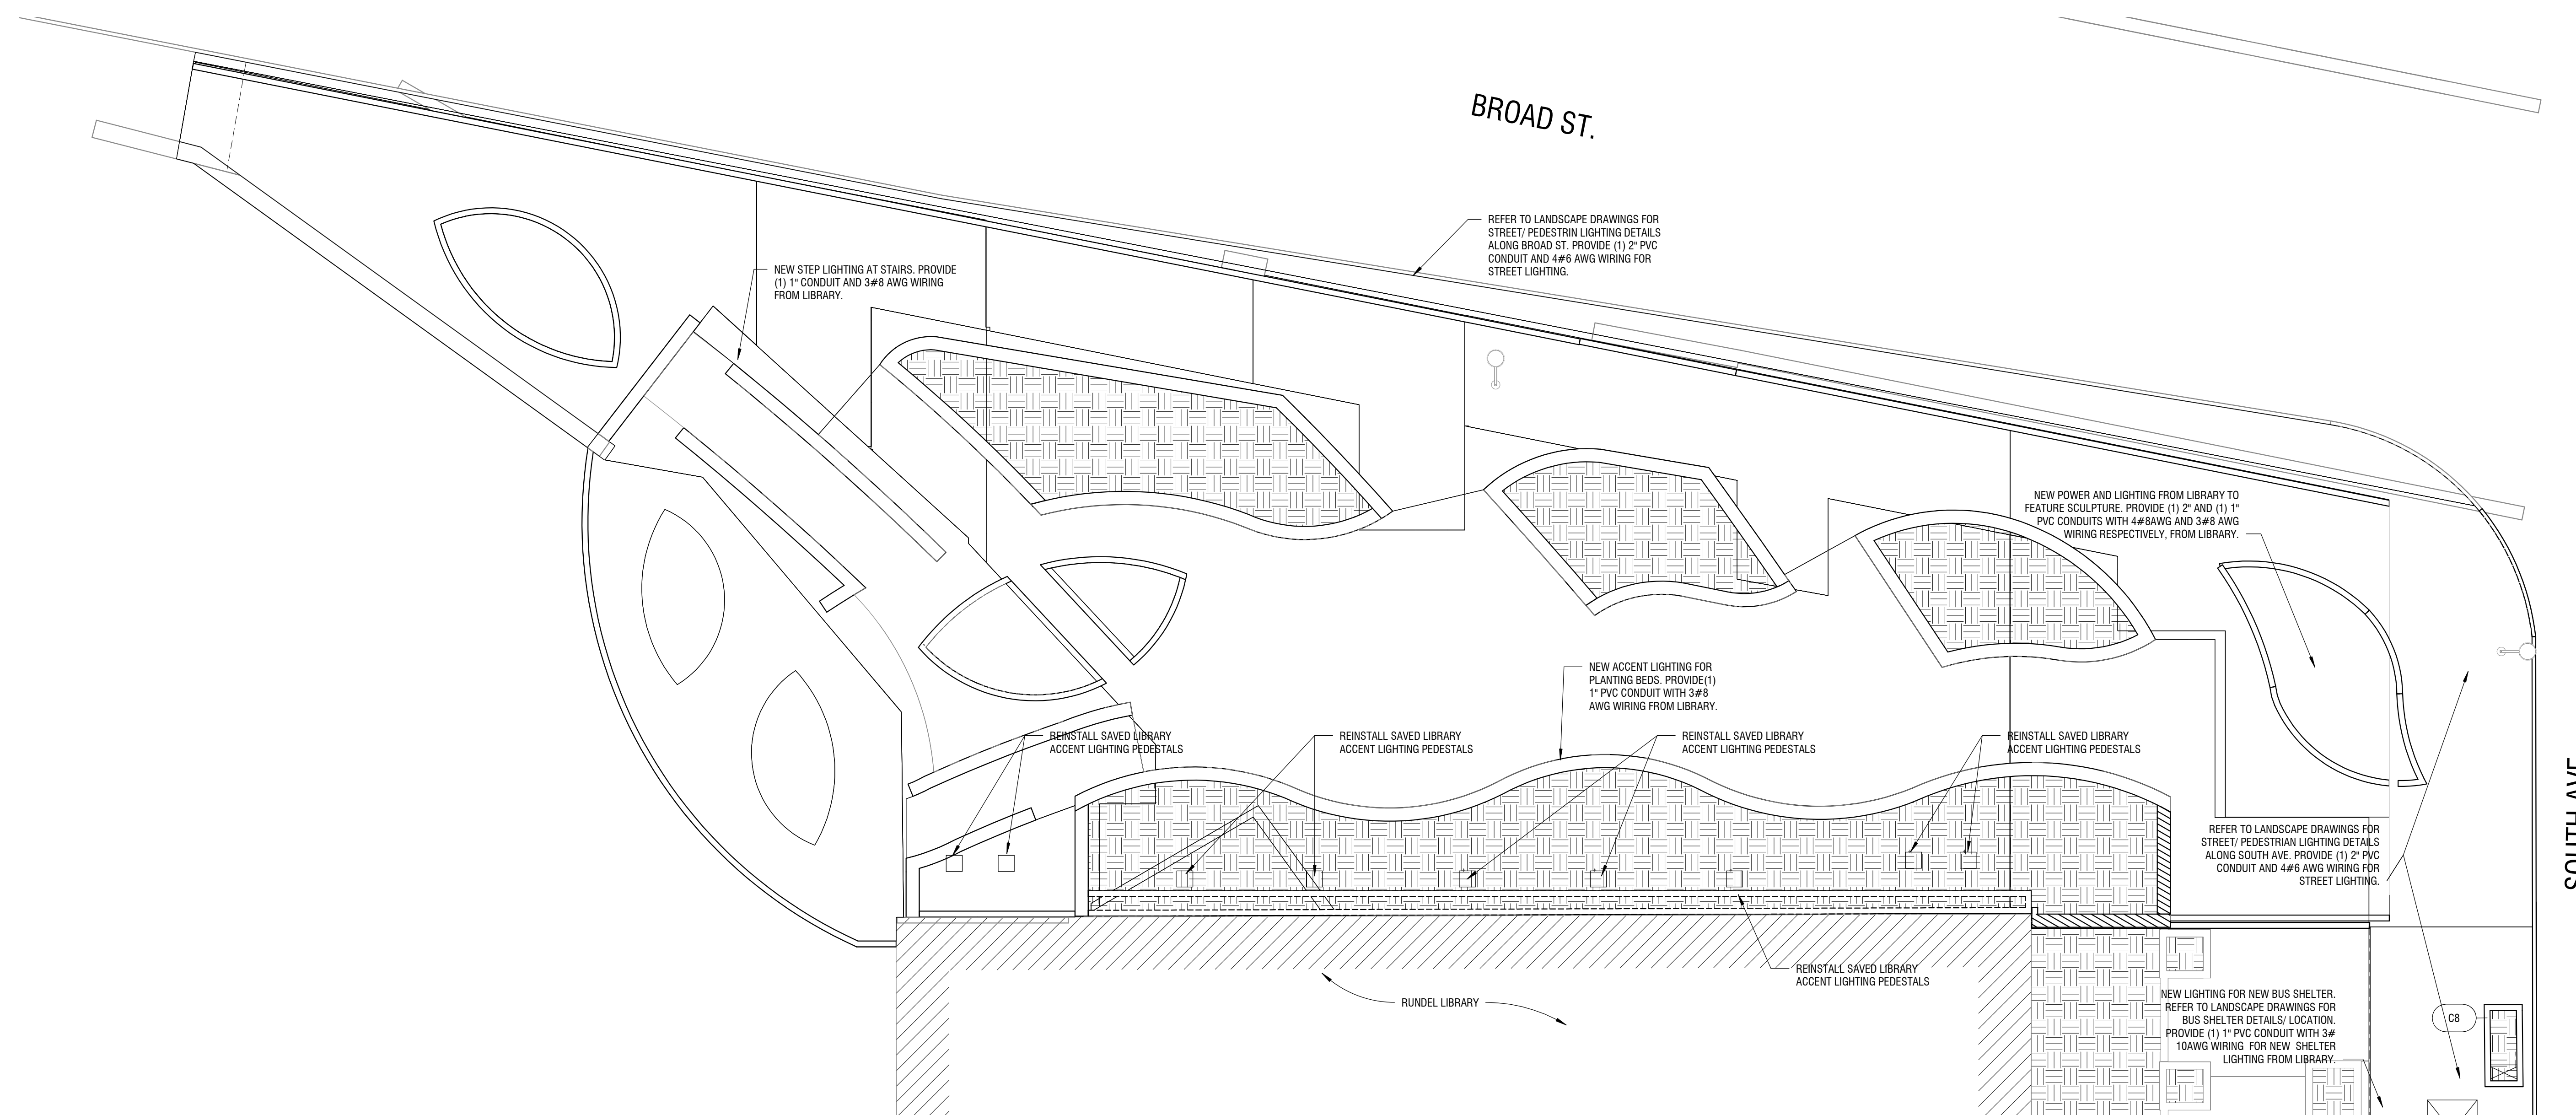 BROAD ST.
REFER TO LANDSCAPE DRAWINGS FOR
STREET/ PEDESTRIN LIGHTING DETAILS
ALONG BROAD ST. PROVIDE (1) 2" PVC
CONDUIT AND 4#6 AWG WIRING FOR
STREET LIGHTING.
NEW STEP LIGHTING AT STAIRS. PROVIDE
(1) 1" CONDUIT AND 3#8 AWG WIRING
FROM LIBRARY.
NEW POWER AND LIGHTING FROM LIBRARY TO
FEATURE SCULPTURE. PROVIDE (1) 2" AND (1) 1"
PVC CONDUITS WITH 4#8AWG AND 3#8 AWG
WIRING RESPECTIVELY, FROM LIBRARY.
NEW ACCENT LIGHTING FOR
PLANTING BEDS. PROVIDE(1)
1" PVC CONDUIT WITH 3#8
AWG WIRING FROM LIBRARY.
REINSTALL SAVED LIBRARY
ACCENT LIGHTING PEDESTALS
REINSTALL SAVED LIBRARY
ACCENT LIGHTING PEDESTALS
REINSTALL SAVED LIBRARY
ACCENT LIGHTING PEDESTALS
REINSTALL SAVED LIBRARY
ACCENT LIGHTING PEDESTALS
SOUTH AVE
REFER TO LANDSCAPE DRAWINGS FOR
STREET/ PEDESTRIAN LIGHTING DETAILS
ALONG SOUTH AVE. PROVIDE (1) 2" PVC
CONDUIT AND 4#6 AWG WIRING FOR
STREET LIGHTING.
REINSTALL SAVED LIBRARY
ACCENT LIGHTING PEDESTALS
RUNDEL LIBRARY
NEW LIGHTING FOR NEW BUS SHELTER.
REFER TO LANDSCAPE DRAWINGS FOR
BUS SHELTER DETAILS/ LOCATION.
PROVIDE (1) 1" PVC CONDUIT WITH 3#
10AWG WIRING FOR NEW SHELTER
LIGHTING FROM LIBRARY.
C8